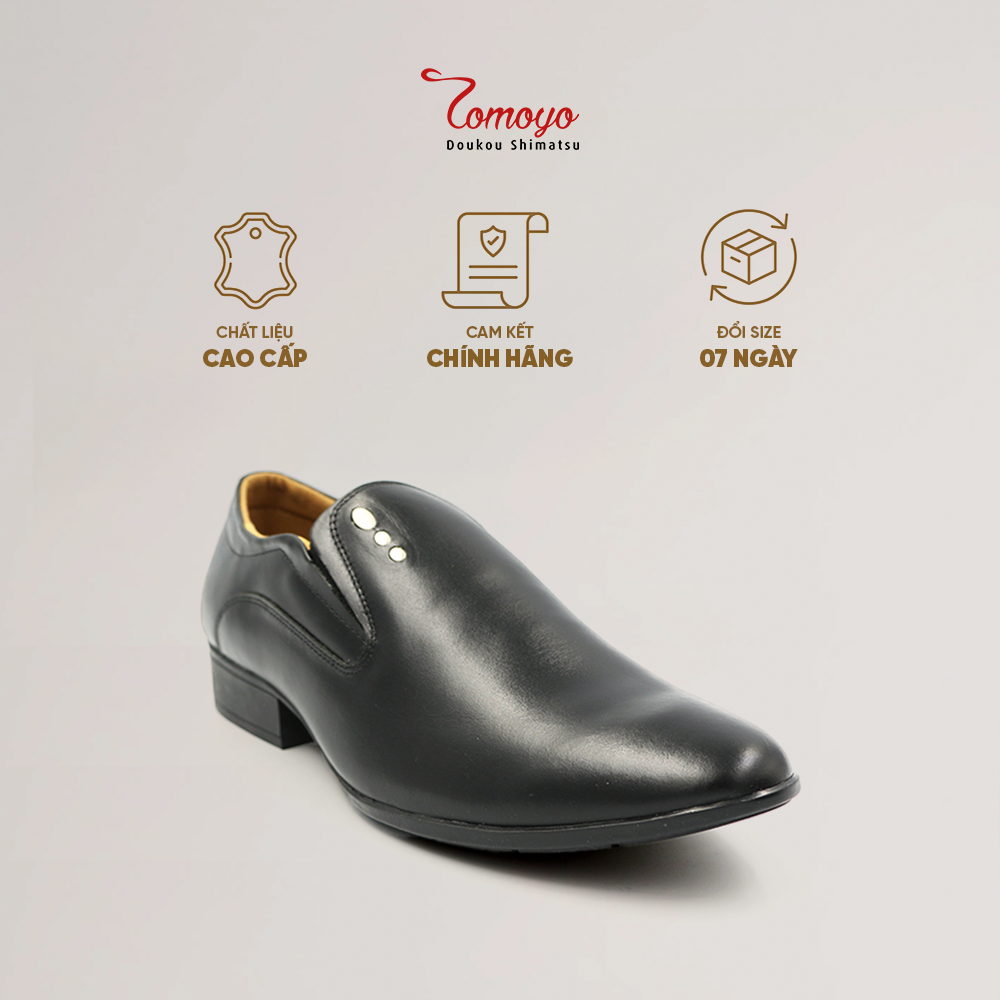 Tomoyo
Doukou Shimatsu
CHẤT LIỆU
CAO CẤP
CAM KẾT
CHÍNH HÃNG
ĐỔI SIZE
07 NGÀY